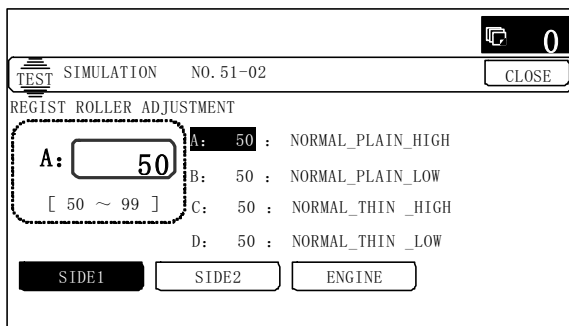 0
TEST SIMULATION NO.51-02 CLOSE
REGIST ROLLER ADJUSTMENT
A: 50
[ 50 ～ 99 ]
A: 50 : NORMAL_PLAIN_HIGH
B: 50 : NORMAL_PLAIN_LOW
C: 50 : NORMAL_THIN _HIGH
D: 50 : NORMAL_THIN _LOW
SIDE1 SIDE2 ENGINE